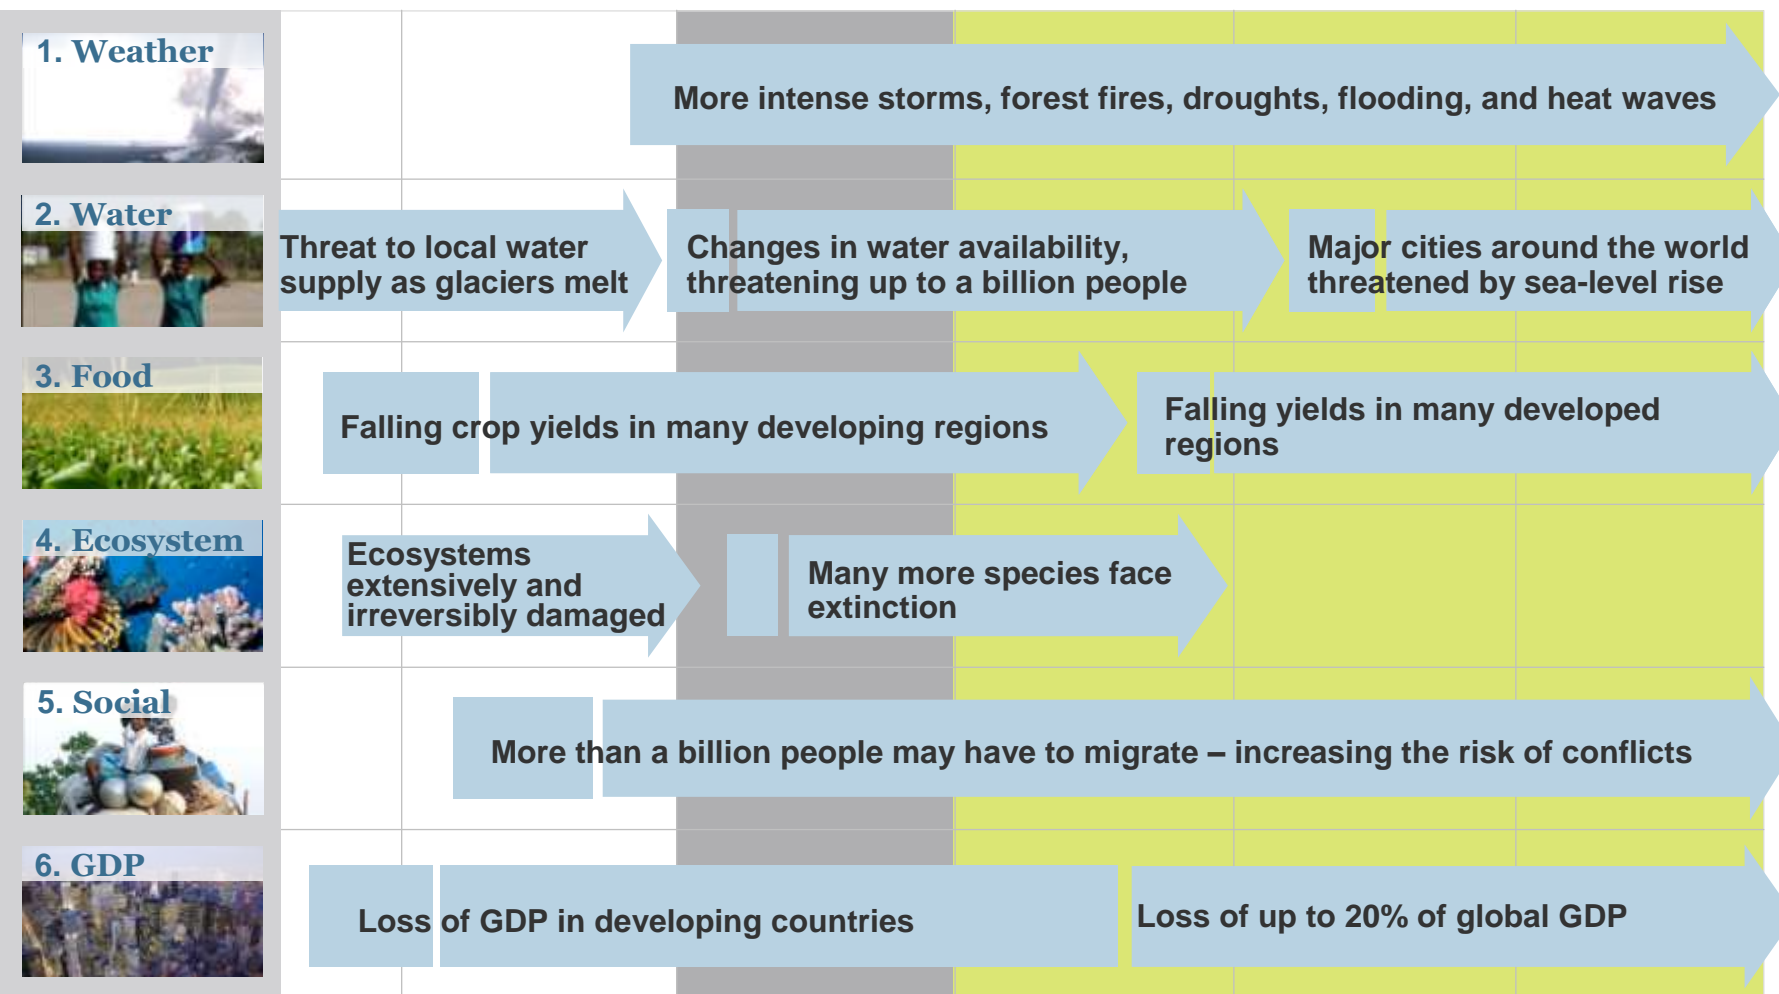 1. Weather
More intense storms, forest fires, droughts, flooding, and heat waves
2. Water
Threat to local water
supply as glaciers melt
Changes in water availability,
threatening up to a billion people
Major cities around the world
threatened by sea-level rise
3. Food
Falling crop yields in many developing regions
Falling yields in many developed
regions
4. Ecosystem
Ecosystems
extensively and
irreversibly damaged
Many more species face
extinction
5. Social
More than a billion people may have to migrate – increasing the risk of conflicts
6. GDP
Loss of GDP in developing countries
Loss of up to 20% of global GDP